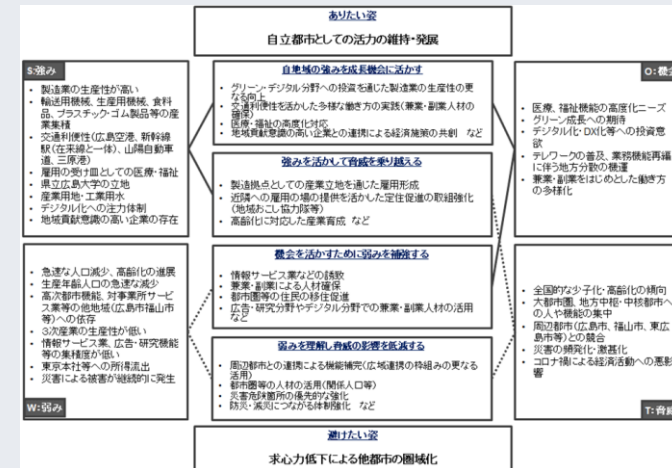 ありたい姿
自立都市としての活力の維持・発展
S:強み
・ 製造業の生産性が高い
・ 輸送用機械、生産用機械、食料
品、プラスチック・ゴム製品等の産
業集積
・ 交通利便性(広島空港、新幹線
駅(在来線と一体)、山陽自動車
道、三原港)
・ 雇用の受け皿としての医療・福祉
・ 県立広島大学の立地
・ 産業用地・工業用水
・ デジタル化への注力体制
・ 地域貢献意識の高い企業の存在
自地域の強みを成長機会に活かす
・ グリーン・デジタル分野への投資を通じた製造業の生産性の更
なる向上
・ 交通利便性を活かした多様な働き方の実践(兼業・副業人材の
確保)
・ 医療・福祉の高度化対応
・ 地域貢献意識の高い企業との連携による経済施策の共創 など
強みを活かして脅威を乗り越える
・ 製造拠点としての産業立地を通じた雇用形成
・ 近隣への雇用の場の提供を活かした定住促進の取組強化
(地域おこし協力隊等)
・ 高齢化に対応した産業育成 など
O:機会
・ 医療、福祉機能の高度化ニーズ
・ グリーン成長への期待
・ デジタル化・DX化等への投資意
欲
・ テレワークの普及、業務機能再編
に伴う地方分散の機運
・ 兼業・副業をはじめとした働き方
の多様化
・ 急速な人口減少、高齢化の進展
・ 生産年齢人口の急速な減少
・ 高次都市機能、対事業所サービ
ス業等の他地域(広島市福山市
等)への依存
・ 3次産業の生産性が低い
・ 情報サービス業、広告・研究機能
等の集積度が低い
・ 東京本社等への所得流出
・ 災害による被害が継続的に発生
W:弱み
機会を活かすために弱みを補強する
・ 情報サービス業などの誘致
・ 兼業・副業による人材確保
・ 都市圏等の住民の移住促進
・ 広告・研究分野やデジタル分野での兼業・副業人材の活用
など
弱みを理解し脅威の影響を低減する
・ 周辺都市との連携による機能補完(広域連携の枠組みの更なる
活用)
・ 都市圏等の人材の活用(関係人口等)
・ 災害危険箇所の優先的な強化
・ 防災・減災につながる体制強化 など
・ 全国的な少子化・高齢化の傾向
・ 大都市圏、地方中枢・中核都市へ
の人や機能の集中
・ 周辺都市(広島市、福山市、東広
島市等)との競合
・ 災害の頻発化・激甚化
・ コロナ禍による経済活動への悪影
響
T:脅威
避けたい姿
求心力低下による他都市の圏域化